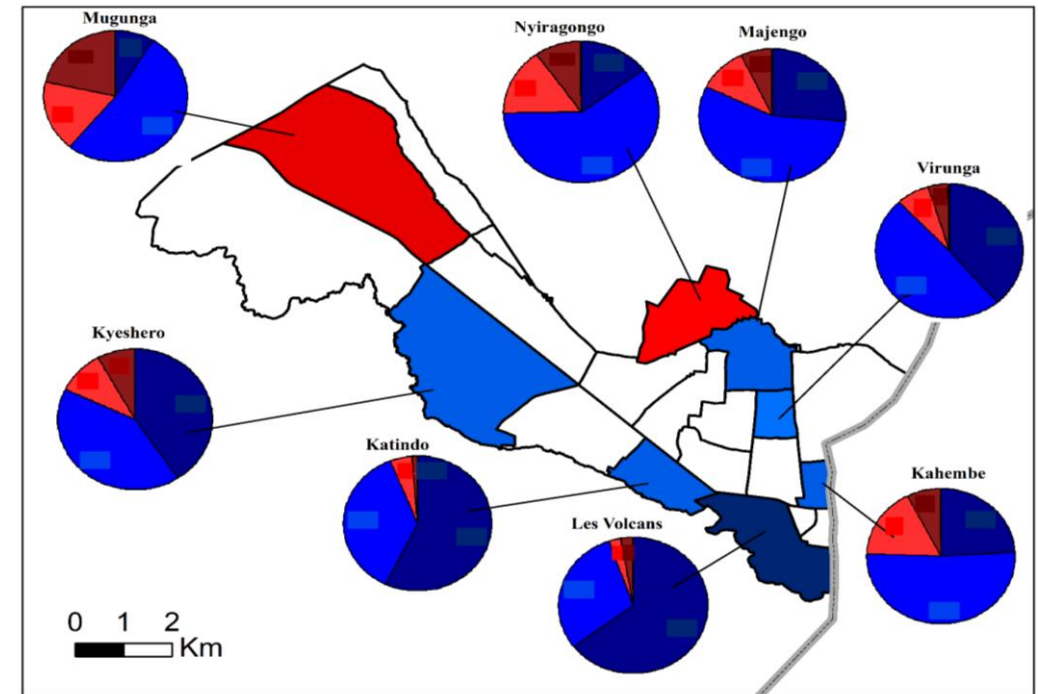 Mugunga
Nyiragongo
Majengo
Virunga
Kyeshero
Katindo
Kahembe
Les Volcans
0 1 2
Km